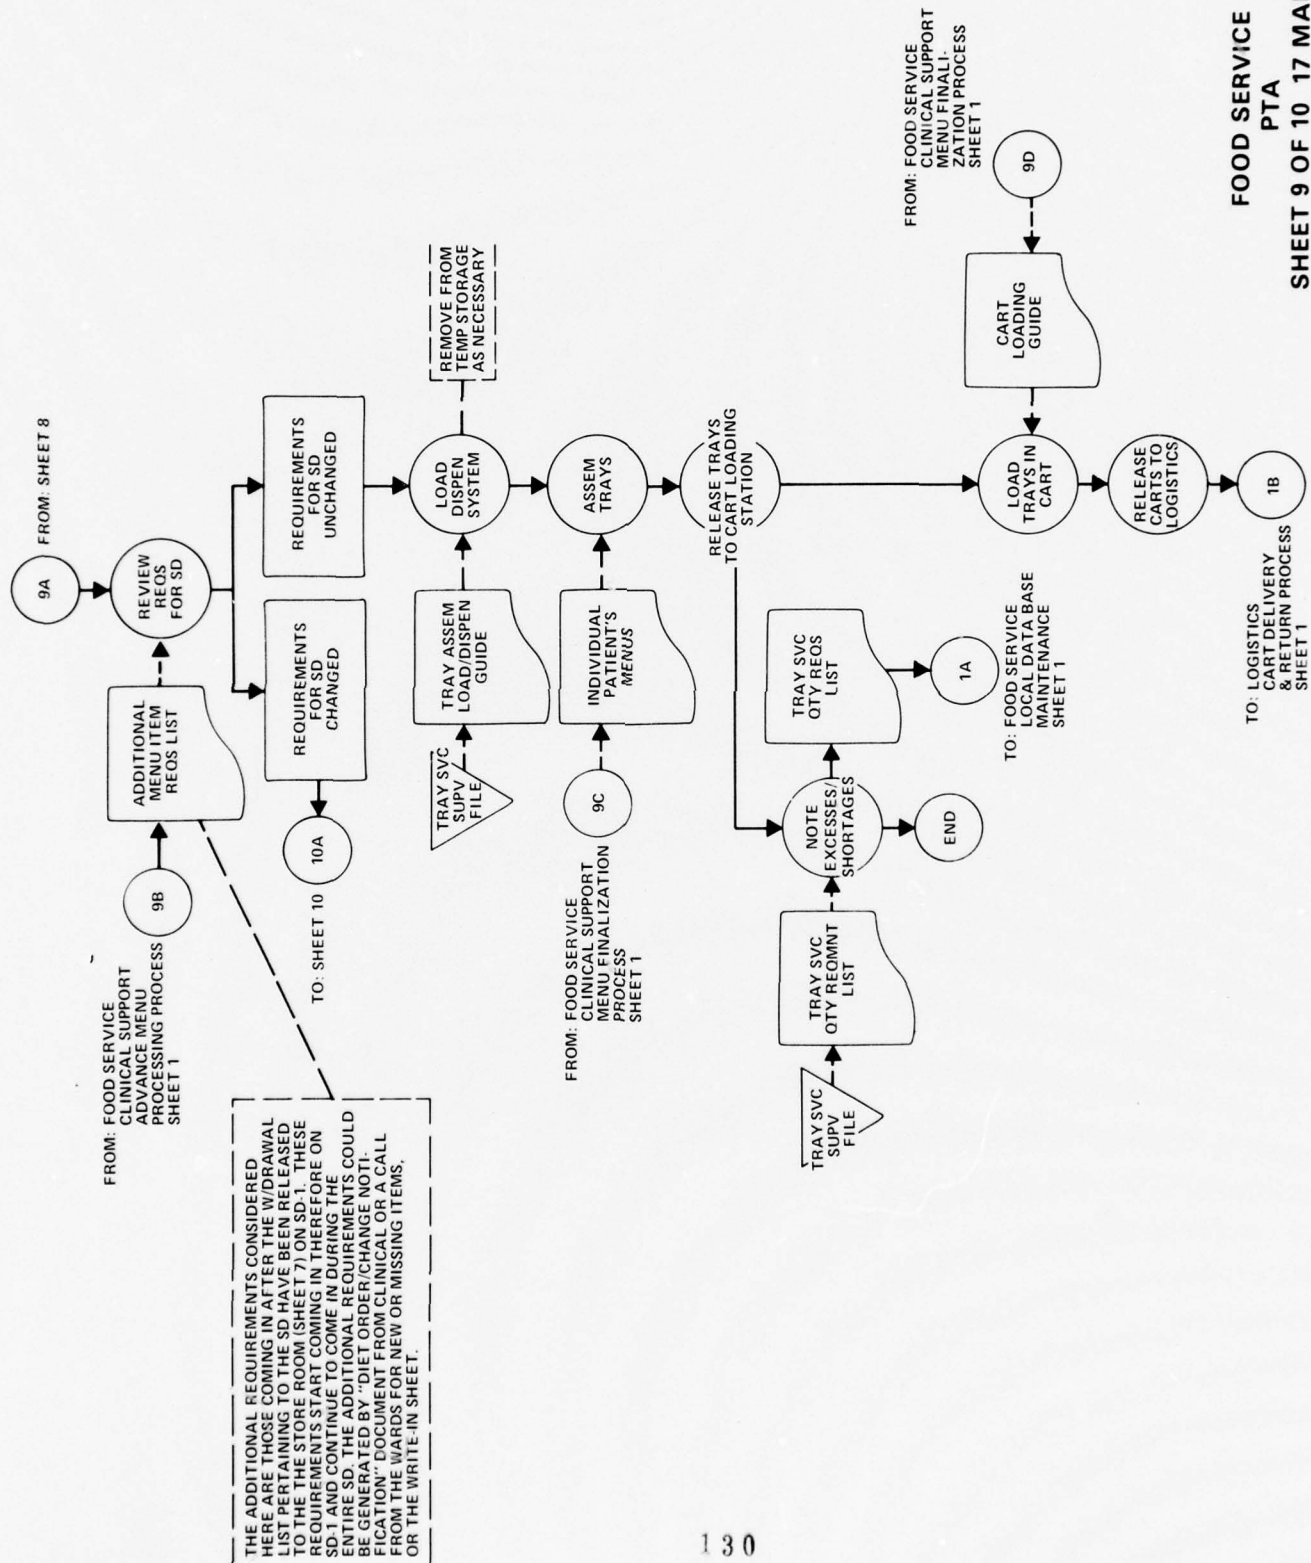 9A
FROM: SHEET 8
REVIEW
REQS
FOR SD
FROM: FOOD SERVICE
CLINICAL SUPPORT
ADVANCE MENU
PROCESSING PROCESS
SHEET 1
9B
ADDITIONAL
MENU ITEM
REQS LIST
THE ADDITIONAL REQUIREMENTS CONSIDERED
HERE ARE THOSE COMING IN AFTER THE W/DRAWAL
LIST PERTAINING TO THE SD HAVE BEEN RELEASED
TO THE THE STORE ROOM (SHEET 7) ON SD-1. THESE
REQUIREMENTS START COMING IN THEREFORE ON
SD-1 AND CONTINUE TO COME IN DURING THE
ENTIRE SD. THE ADDITIONAL REQUIREMENTS COULD
BE GENERATED BY "DIET ORDER/CHANGE NOTI-
FICATION" DOCUMENT FROM CLINICAL OR A CALL
FROM THE WARDS FOR NEW OR MISSING ITEMS,
OR THE WRITE-IN SHEET.
REQUIREMENTS
FOR SD
CHANGED
REQUIREMENTS
FOR SD
UNCHANGED
10A
TO: SHEET 10
TRAY SVC
SUPV
FILE
TRAY ASSEM
LOAD/DISPEN
GUIDE
LOAD
DISPEN
SYSTEM
REMOVE FROM
TEMP STORAGE
AS NECESSARY
FROM: FOOD SERVICE
CLINICAL SUPPORT
MENU FINALIZATION
PROCESS
SHEET 1
9C
INDIVIDUAL
PATIENT'S
MENUS
ASSEM
TRAYS
RELEASE TRAYS
TO CART LOADING
STATION
TRAY SVC
SUPV
FILE
TRAY SVC
QTY REQMNT
LIST
NOTE
EXCESSES/
SHORTAGES
END
TRAY SVC
QTY REQS
LIST
1A
TO: FOOD SERVICE
LOCAL DATA BASE
MAINTENANCE
SHEET 1
FROM: FOOD SERVICE
CLINICAL SUPPORT
MENU FINALI-
ZATION PROCESS
SHEET 1
9D
CART
LOADING
GUIDE
LOAD
TRAYS IN
CART
RELEASE
CARTS TO
LOGISTICS
1B
TO: LOGISTICS
CART DELIVERY
& RETURN PROCESS
SHEET 1
FOOD SERVICE
PTA
SHEET 9 OF 10 17 MA
130